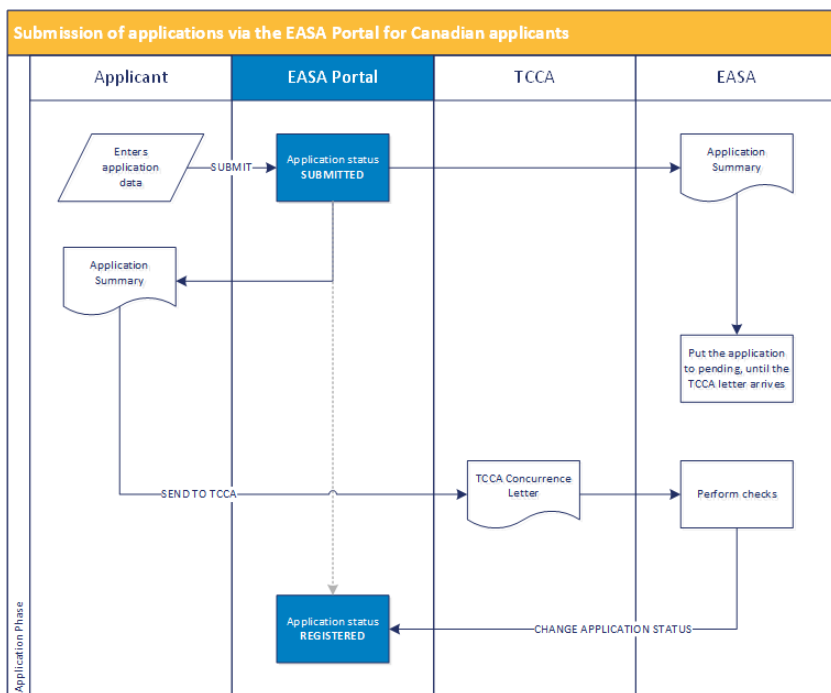 Submission of applications via the EASA Portal for Canadian applicants
Applicant
EASA Portal
TCCA
EASA
Enters
application
data
SUBMIT
Application status
SUBMITTED
Application
Summary
Application
Summary
Put the application
to pending, until the
TCCA letter arrives
SEND TO TCCA
TCCA Concurrence
Letter
Perform checks
Application status
REGISTERED
CHANGE APPLICATION STATUS
Application Phase